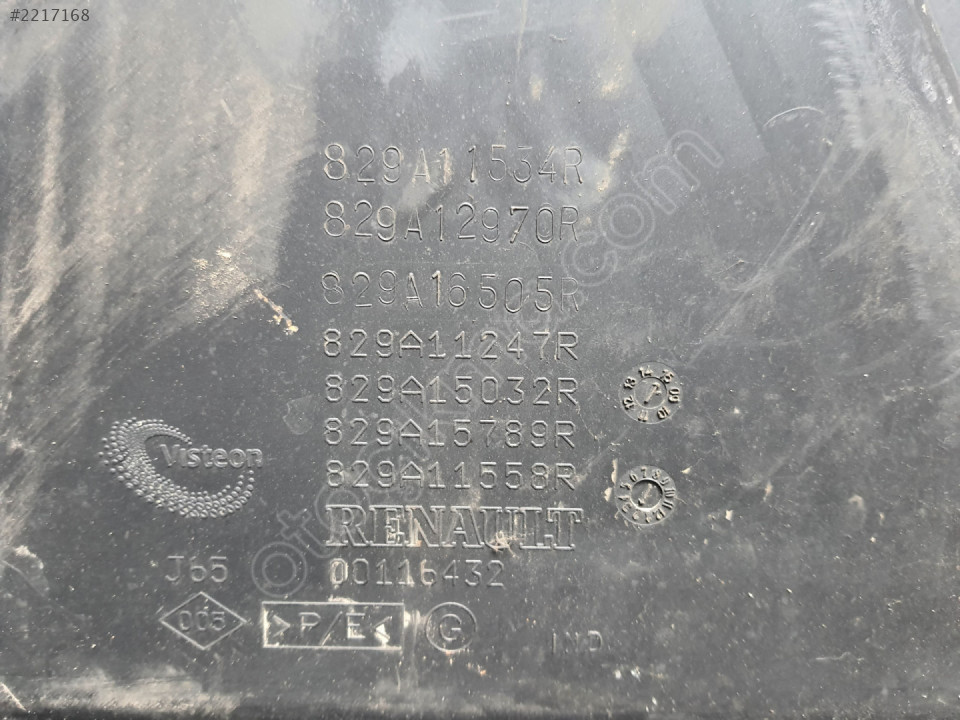 #2217168
829A11534R
829A12970R
829A16505R
829A11247R
829A15032R
829A15789R
829A11558R
Visteon
RENAULT
J65 00116432
005 >P/E< G IND